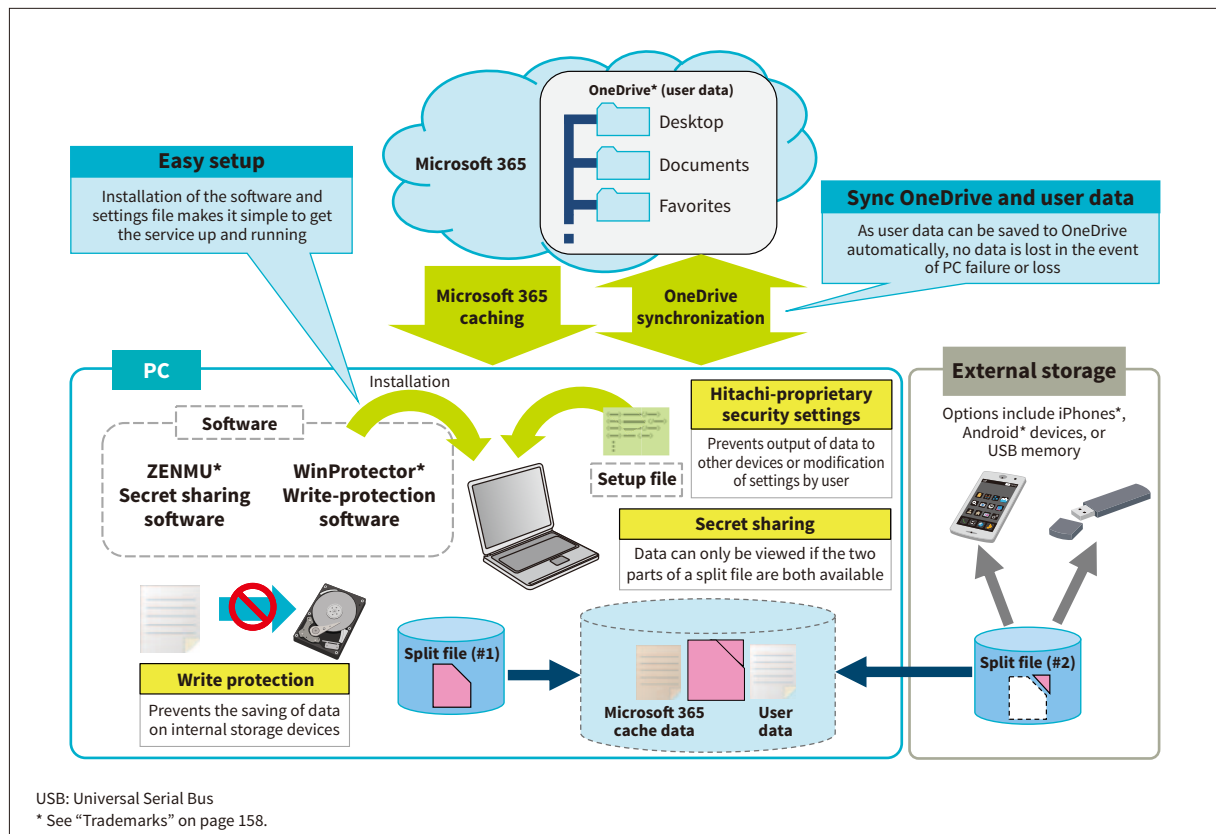 OneDrive* (user data)
Desktop
Documents
Favorites
Microsoft 365
Easy setup
Installation of the software and
settings file makes it simple to get
the service up and running
Sync OneDrive and user data
As user data can be saved to OneDrive
automatically, no data is lost in the event
of PC failure or loss
Microsoft 365
caching
OneDrive
synchronization
PC
Installation
Software
ZENMU*
Secret sharing
software
WinProtector*
Write-protection
software
Setup file
Hitachi-proprietary
security settings
Prevents output of data to
other devices or modification
of settings by user
Secret sharing
Data can only be viewed if the two
parts of a split file are both available
Write protection
Prevents the saving of data
on internal storage devices
Split file (#1)
Microsoft 365
cache data
User
data
External storage
Options include iPhones*,
Android* devices, or
USB memory
Split file (#2)
USB: Universal Serial Bus
* See “Trademarks” on page 158.